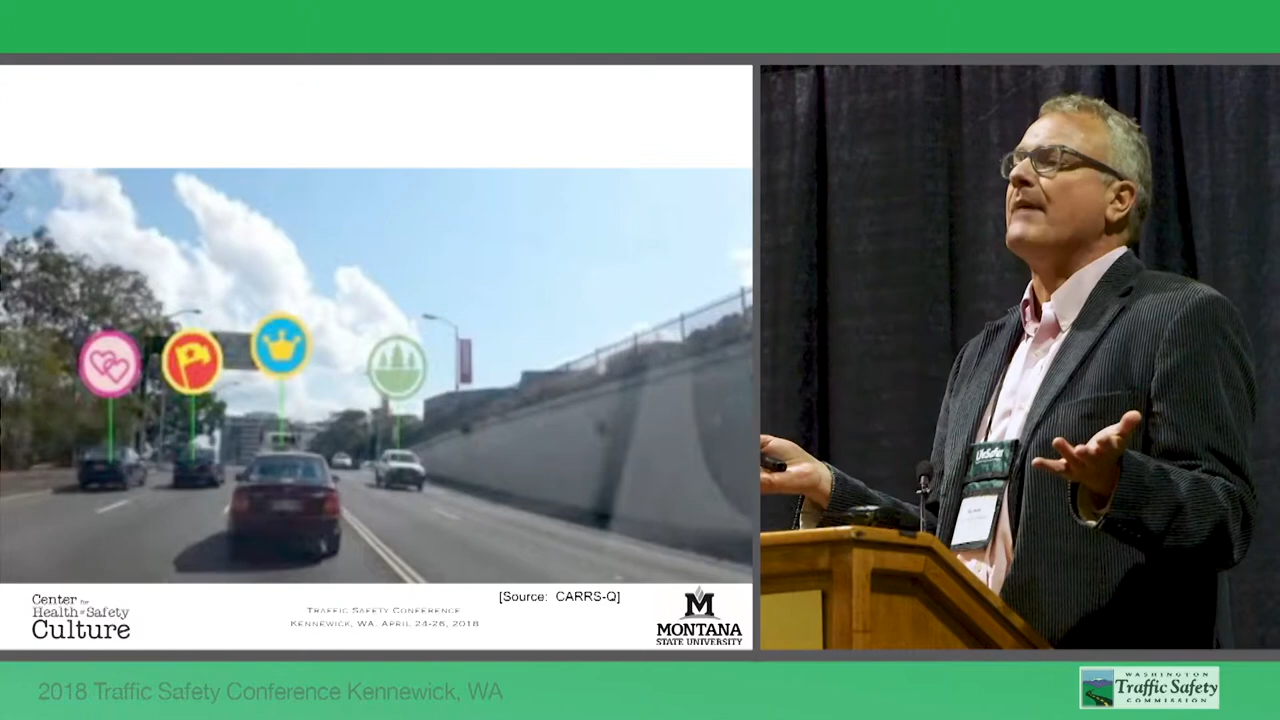 [Source: CARRS-Q]
Center for
Health & Safety
Culture
TRAFFIC SAFETY CONFERENCE
KENNEWICK, WA. APRIL 24-26, 2018
M
MONTANA
STATE UNIVERSITY
2018 Traffic Safety Conference Kennewick, WA
WASHINGTON
Traffic Safety
COMMISSION